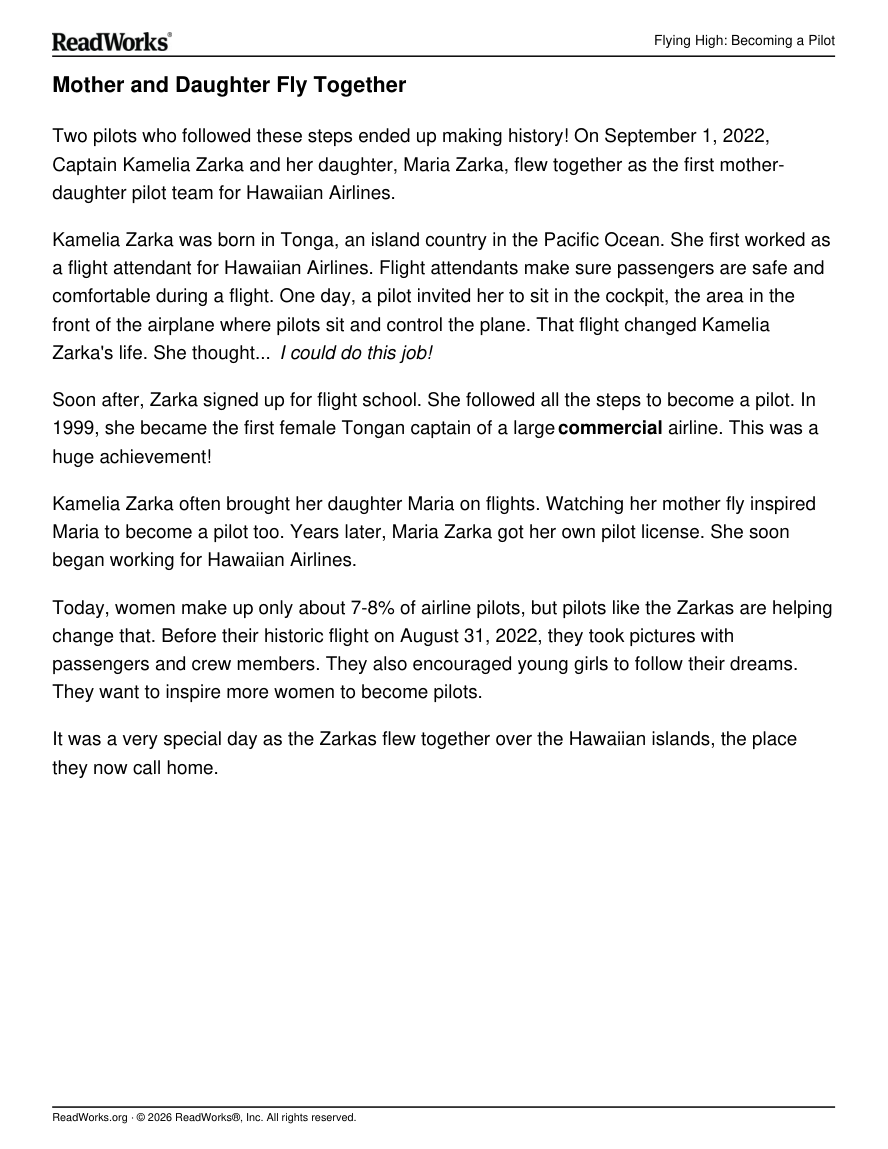 ReadWorks®
Flying High: Becoming a Pilot
Mother and Daughter Fly Together
Two pilots who followed these steps ended up making history! On September 1, 2022,
Captain Kamelia Zarka and her daughter, Maria Zarka, flew together as the first mother-
daughter pilot team for Hawaiian Airlines.
Kamelia Zarka was born in Tonga, an island country in the Pacific Ocean. She first worked as
a flight attendant for Hawaiian Airlines. Flight attendants make sure passengers are safe and
comfortable during a flight. One day, a pilot invited her to sit in the cockpit, the area in the
front of the airplane where pilots sit and control the plane. That flight changed Kamelia
Zarka's life. She thought... I could do this job!
Soon after, Zarka signed up for flight school. She followed all the steps to become a pilot. In
1999, she became the first female Tongan captain of a large commercial airline. This was a
huge achievement!
Kamelia Zarka often brought her daughter Maria on flights. Watching her mother fly inspired
Maria to become a pilot too. Years later, Maria Zarka got her own pilot license. She soon
began working for Hawaiian Airlines.
Today, women make up only about 7-8% of airline pilots, but pilots like the Zarkas are helping
change that. Before their historic flight on August 31, 2022, they took pictures with
passengers and crew members. They also encouraged young girls to follow their dreams.
They want to inspire more women to become pilots.
It was a very special day as the Zarkas flew together over the Hawaiian islands, the place
they now call home.
ReadWorks.org · © 2026 ReadWorks®, Inc. All rights reserved.